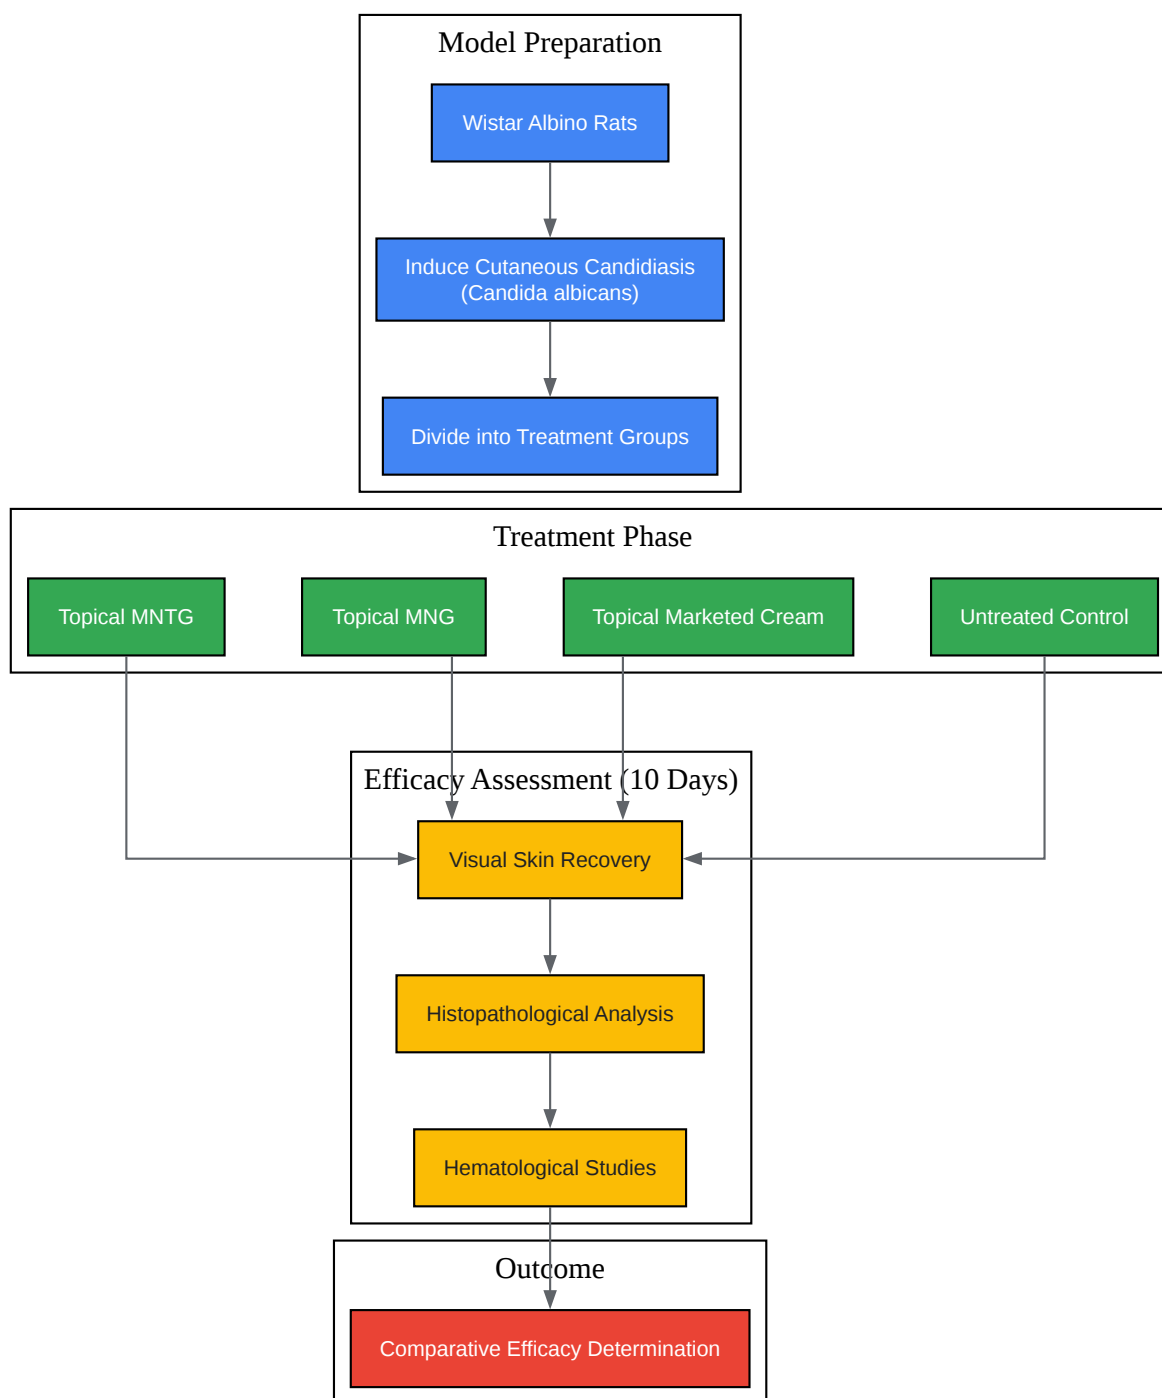 Model Preparation
Wistar Albino Rats
Induce Cutaneous Candidiasis
(Candida albicans)
Divide into Treatment Groups
Treatment Phase
Topical MNTG
Topical MNG
Topical Marketed Cream
Untreated Control
Efficacy Assessment (10 Days)
Visual Skin Recovery
Histopathological Analysis
Hematological Studies
Outcome
Comparative Efficacy Determination